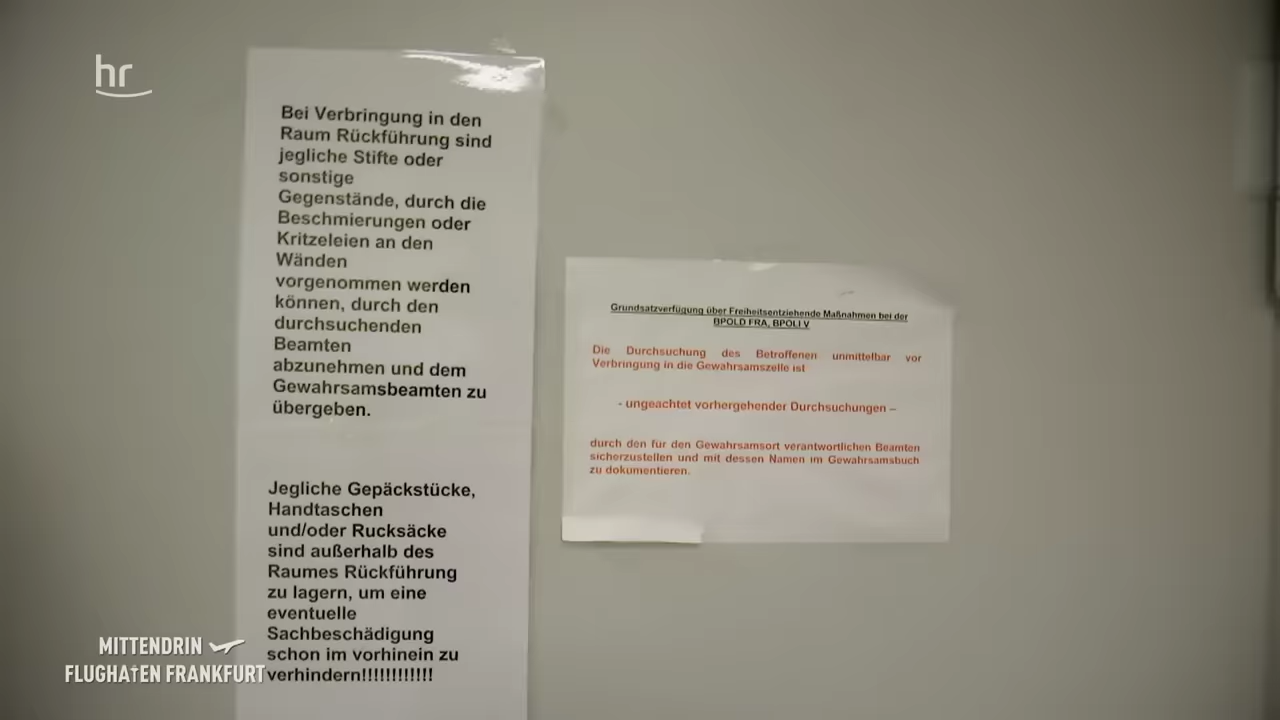 hr
Bei Verbringung in den
Raum Rückführung sind
jegliche Stifte oder
sonstige
Gegenstände, durch die
Beschmierungen oder
Kritzeleien an den
Wänden
vorgenommen werden
können, durch den
durchsuchenden
Beamten
abzunehmen und dem
Gewahrsamsbeamten zu
übergeben.
Jegliche Gepäckstücke,
Handtaschen
und/oder Rucksäcke
sind außerhalb des
Raumes Rückführung
zu lagern, um eine
eventuelle
Sachbeschädigung
schon im vorhinein zu
verhindern!!!!!!!!!!!!
Grundsatzverfügung über Freiheitsentziehende Maßnahmen bei der
BPOLD FRA, BPOLI V
Die Durchsuchung des Betroffenen unmittelbar vor
Verbringung in die Gewahrsamszelle ist
- ungeachtet vorhergehender Durchsuchungen –
durch den für den Gewahrsamsort verantwortlichen Beamten
sicherzustellen und mit dessen Namen im Gewahrsamsbuch
zu dokumentieren.
MITTENDRIN
FLUGHAFEN FRANKFURT